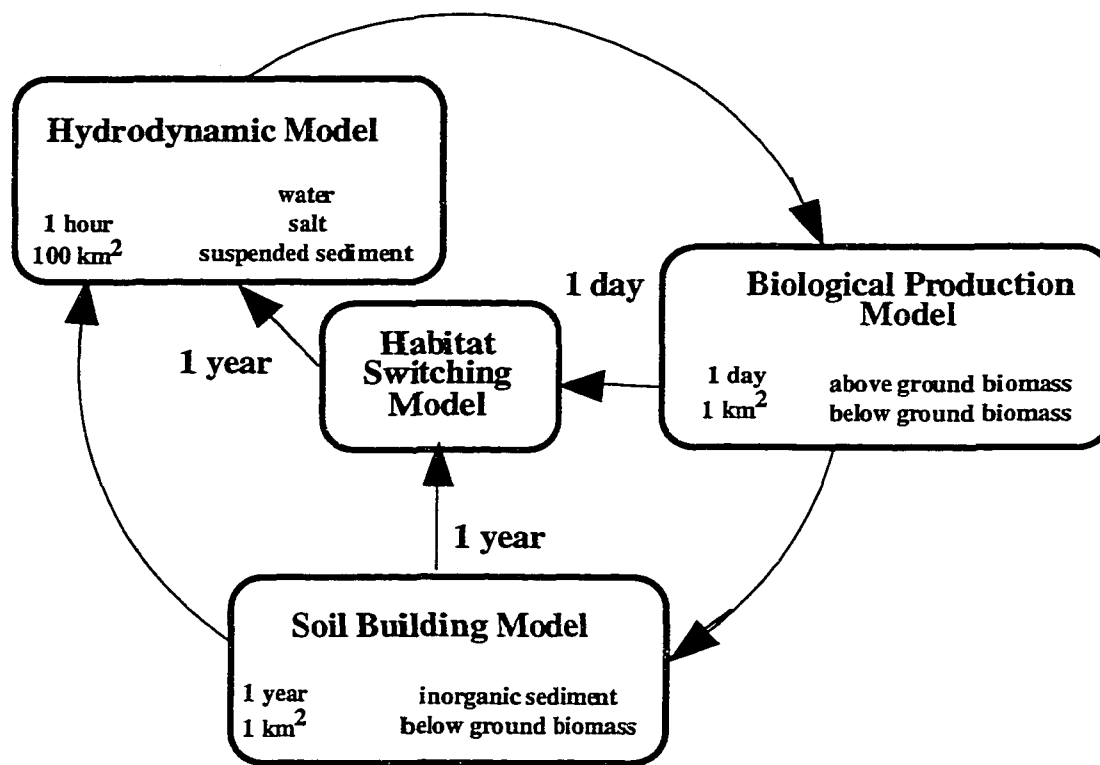 Hydrodynamic Model
water
1 hour salt
100 km2 suspended sediment
1 day
Biological Production
Model
1 day above ground biomass
1 km2 below ground biomass
Habitat
Switching
Model
1 year
1 year
Soil Building Model
1 year inorganic sediment
1 km2 below ground biomass